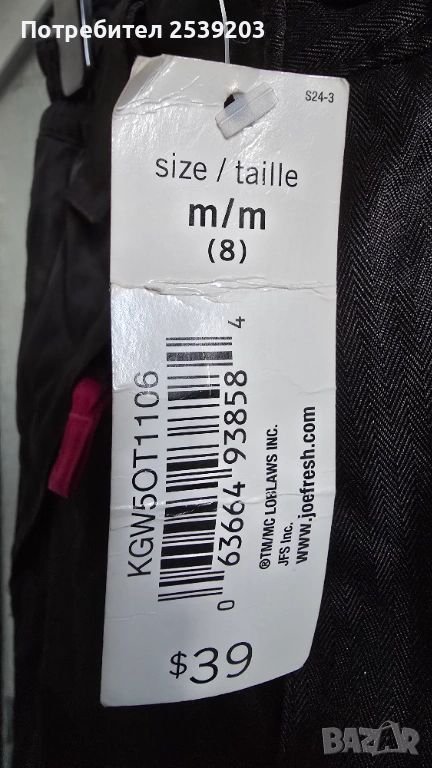 Потребител 2539203
S24-3
size / taille
m/m
(8)
KGW5OT1106
0 63664 93858 4
®TM/MC LOBLAWS INC.
JFS Inc.
www.joefresh.com
$39
BAZAR